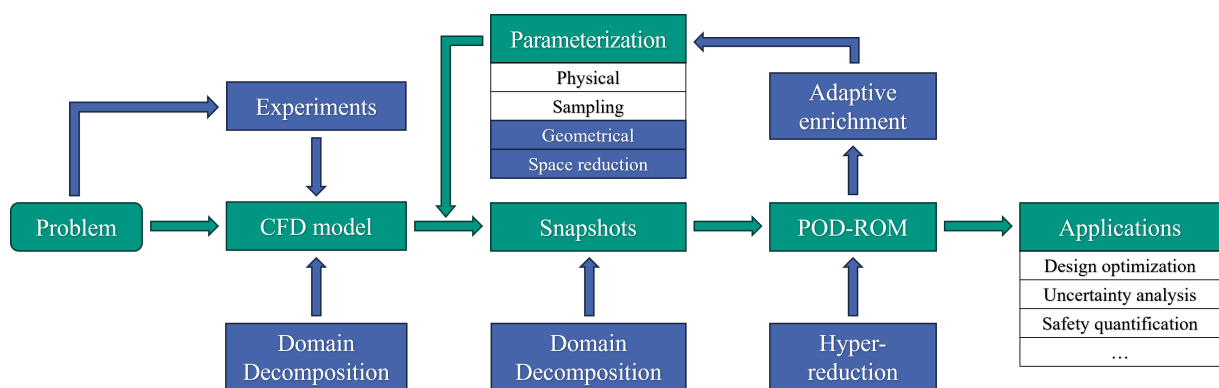 Parameterization
Physical
Sampling
Geometrical
Space reduction
Experiments
Adaptive
enrichment
Problem
CFD model
Snapshots
POD-ROM
Applications
Design optimization
Uncertainty analysis
Safety quantification
…
Domain
Decomposition
Domain
Decomposition
Hyper-
reduction